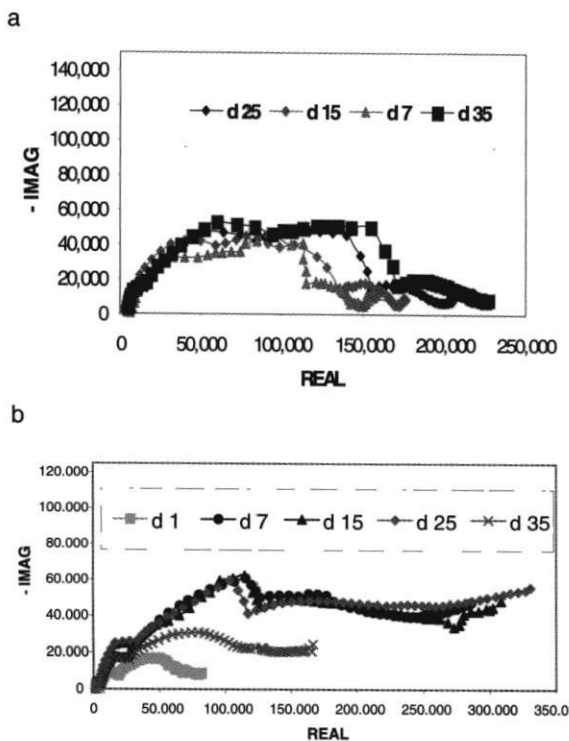 a
140,000
120,000
100,000
80,000
60,000
40,000
20,000
0
- IMAG
d 25 d 15 d 7 d 35
0 50,000 100,000 150,000 200,000 250,000
REAL
b
120.000
100.000
80.000
60.000
40.000
20.000
0
- IMAG
d 1 d 7 d 15 d 25 d 35
0 50.000 100.000 150.000 200.000 250.000 300.000 350.0
REAL